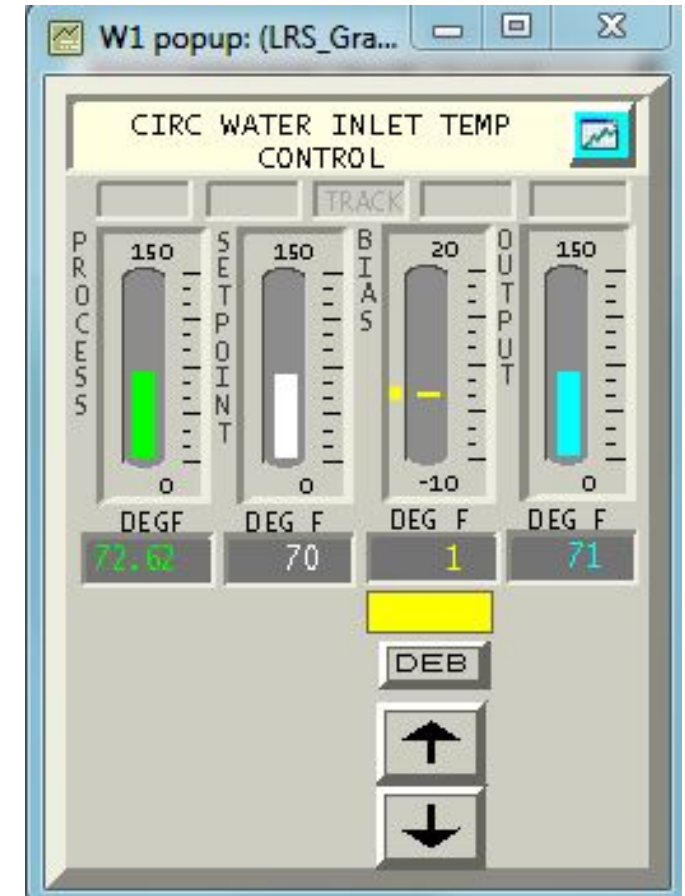 W1 popup: (LRS_Gra...
CIRC WATER INLET TEMP
CONTROL
TRACK
PROCESS
SETPOINT
BIAS
OUTPUT
150 150 20 150
0 0 -10 0
DEGF DEG F DEG F DEG F
72.62 70 1 71
DEB